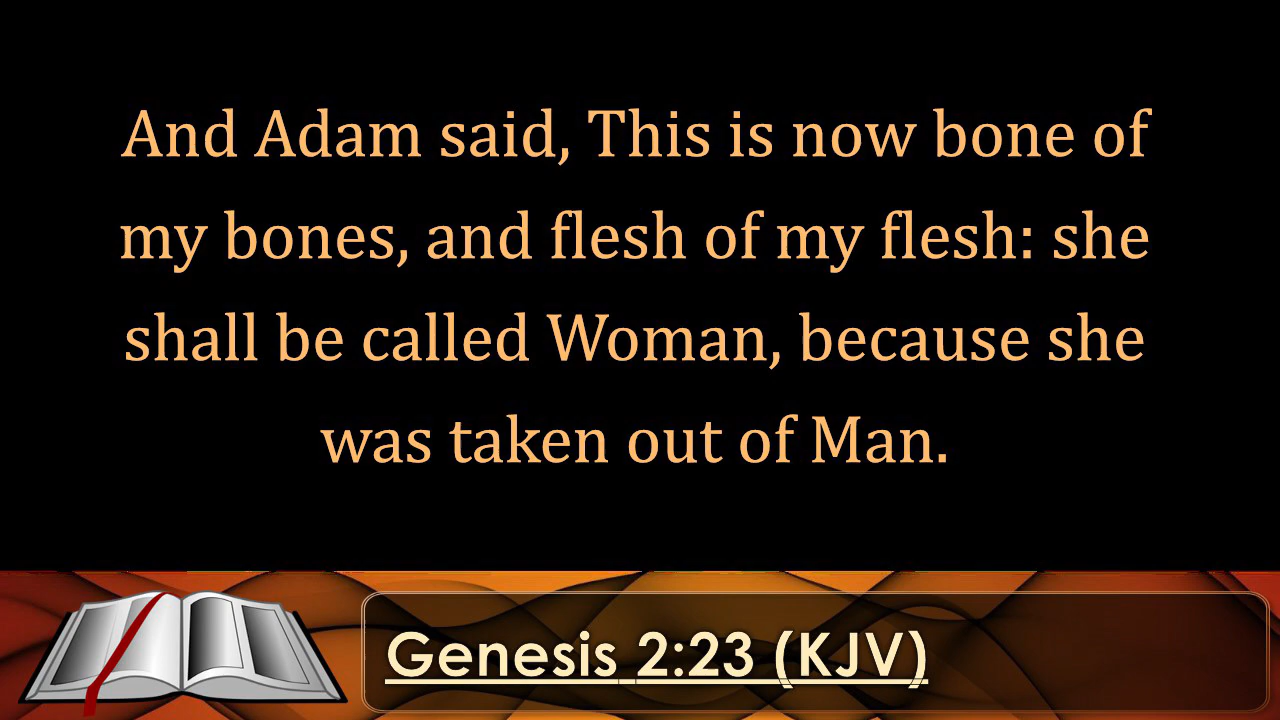 And Adam said, This is now bone of
my bones, and flesh of my flesh: she
shall be called Woman, because she
was taken out of Man.
Genesis 2:23 (KJV)